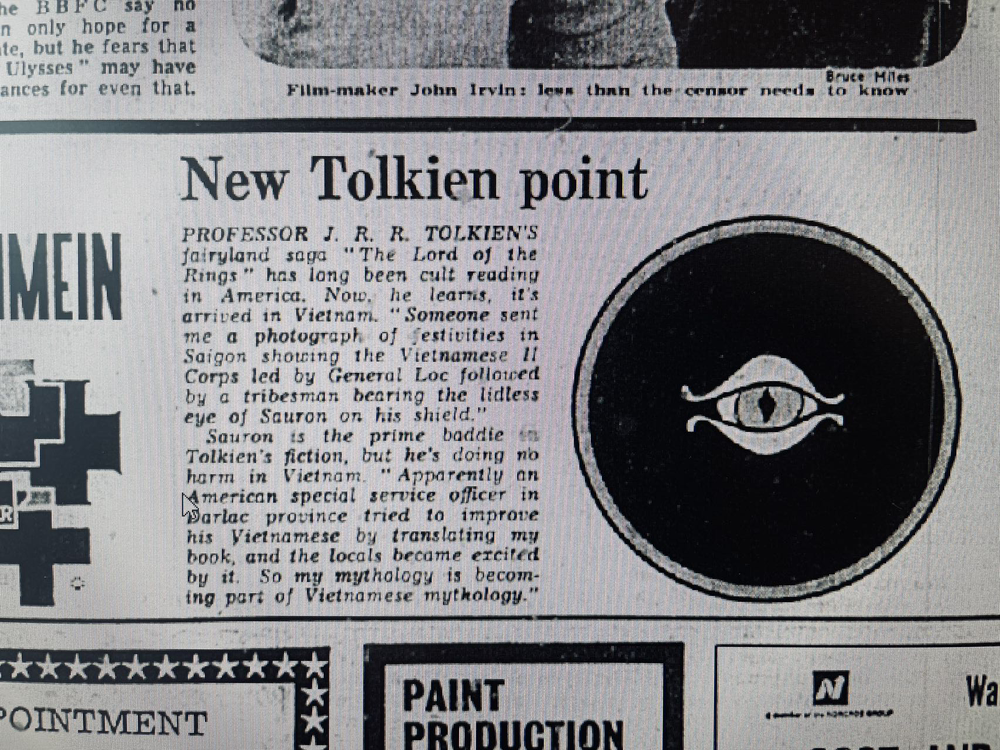 he BBFC say no
n only hope for a
te, but he fears that
Ulysses" may have
ances for even that.
Bruce Miles
Film-maker John Irvin: less than the censor needs to know
New Tolkien point
MEIN
PROFESSOR J. R. R. TOLKIEN'S
fairyland saga "The Lord of the
Rings" has long been cult reading
in America. Now, he learns, it's
arrived in Vietnam. "Someone sent
me a photograph of festivities in
Saigon showing the Vietnamese II
Corps led by General Loc followed
by a tribesman bearing the lidless
eye of Sauron on his shield."
Sauron is the prime baddie in
Tolkien's fiction, but he's doing no
harm in Vietnam. "Apparently an
American special service officer in
Darlac province tried to improve
his Vietnamese by translating my
book, and the locals became excited
by it. So my mythology is becom-
ing part of Vietnamese mythology."
R
POINTMENT
PAINT
PRODUCTION
N
A member of the NORCROS GROUP
Wa